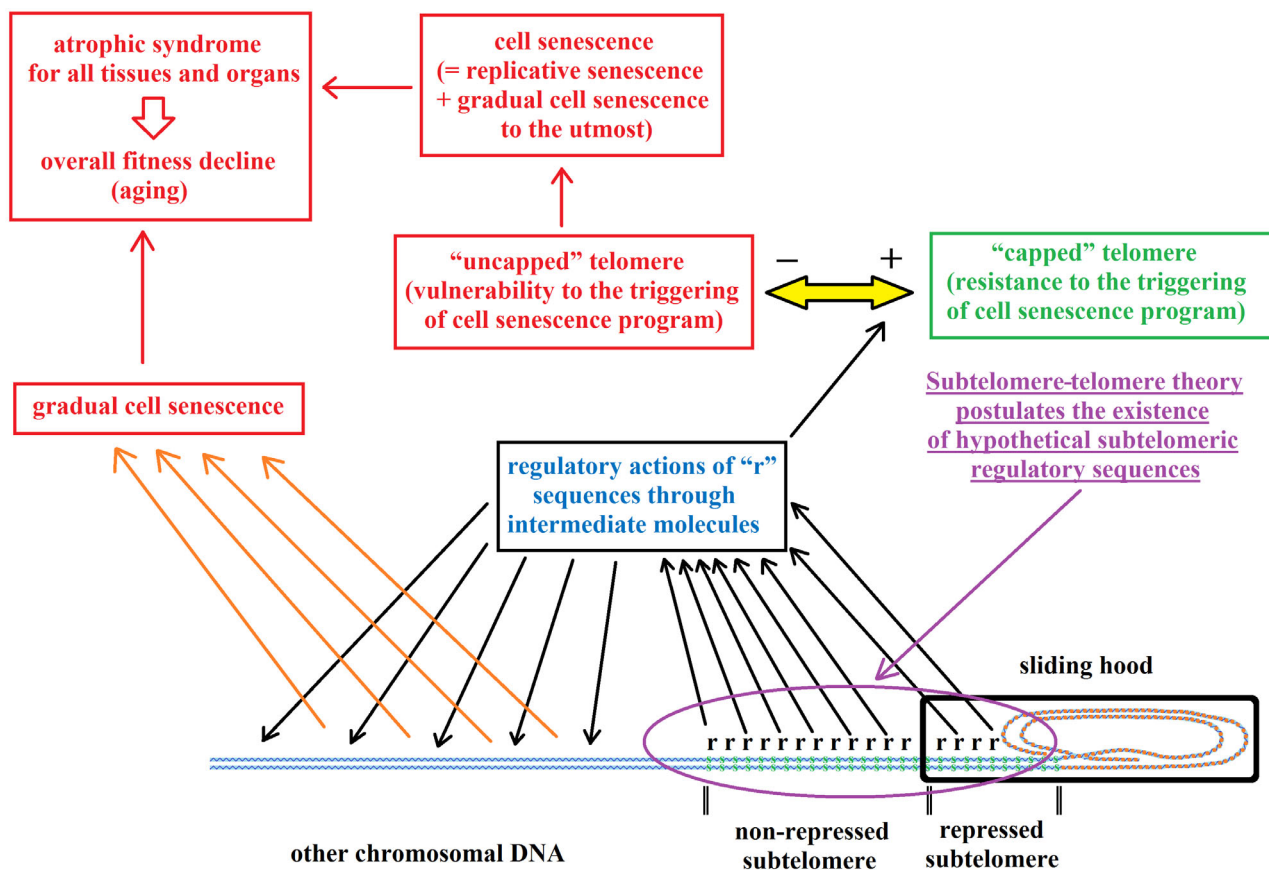 atrophic syndrome
for all tissues and organs
overall fitness decline
(aging)
cell senescence
(= replicative senescence
+ gradual cell senescence
to the utmost)
“uncapped” telomere
(vulnerability to the triggering
of cell senescence program)
– +
“capped” telomere
(resistance to the triggering
of cell senescence program)
gradual cell senescence
Subtelomere-telomere theory
postulates the existence
of hypothetical subtelomeric
regulatory sequences
regulatory actions of “r”
sequences through
intermediate molecules
sliding hood
r r r r r r r r r r r r r r r
other chromosomal DNA
non-repressed
subtelomere
repressed
subtelomere